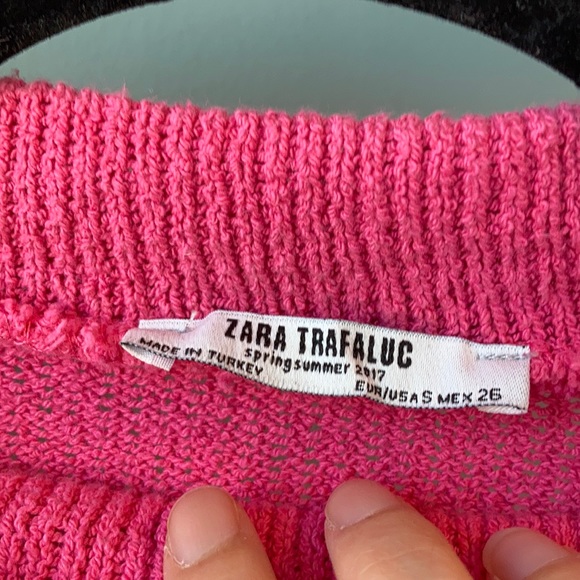 ZARA TRAFALUC
springsummer 2017
MADE IN TURKEY
EUR/USA S MEX 26